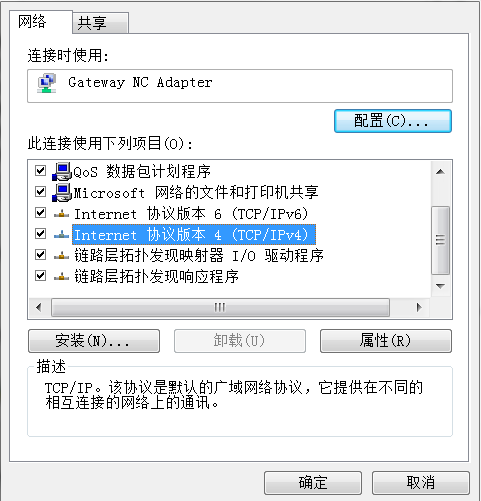 网络
共享
连接时使用:
Gateway NC Adapter
配置(C)...
此连接使用下列项目(O):
QoS 数据包计划程序
Microsoft 网络的文件和打印机共享
Internet 协议版本 6 (TCP/IPv6)
Internet 协议版本 4 (TCP/IPv4)
链路层拓扑发现映射器 I/O 驱动程序
链路层拓扑发现响应程序
安装(N)...
卸载(U)
属性(R)
描述
TCP/IP。该协议是默认的广域网络协议，它提供在不同的
相互连接的网络上的通讯。
确定
取消